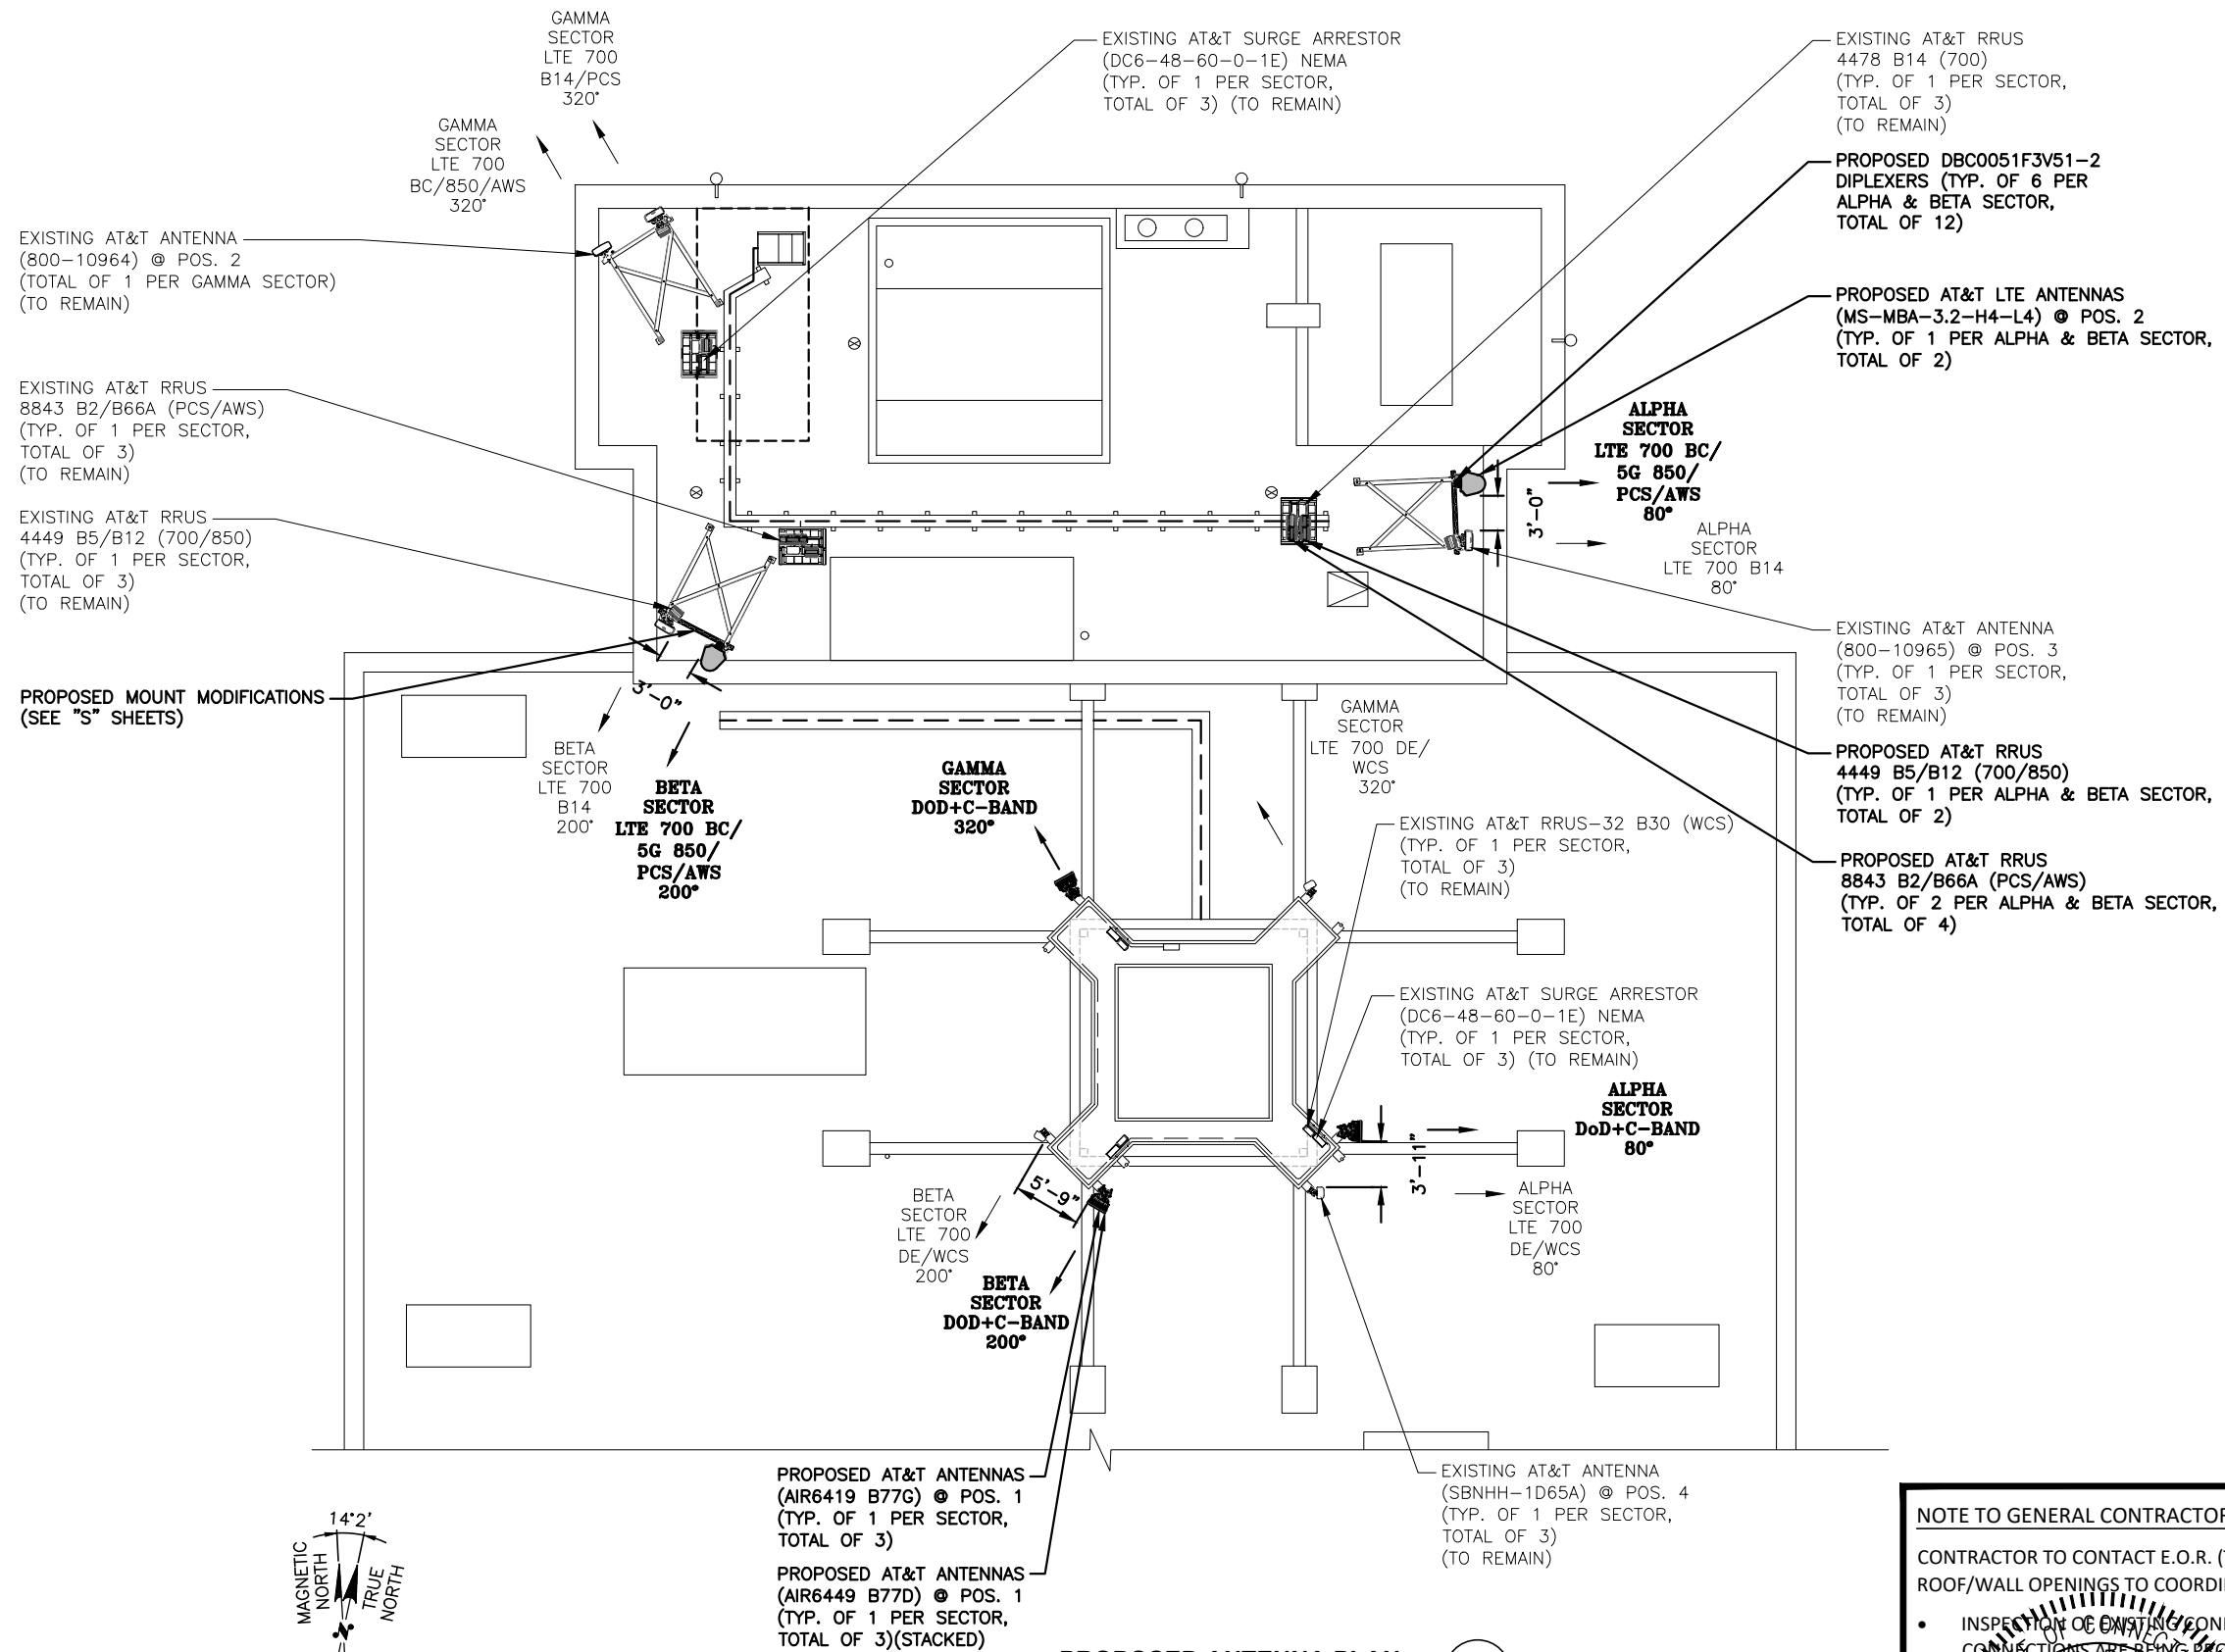 GAMMA
SECTOR
LTE 700
B14/PCS
320°
GAMMA
SECTOR
LTE 700
BC/850/AWS
320°
EXISTING AT&T SURGE ARRESTOR
(DC6-48-60-0-1E) NEMA
(TYP. OF 1 PER SECTOR,
TOTAL OF 3) (TO REMAIN)
EXISTING AT&T RRUS
4478 B14 (700)
(TYP. OF 1 PER SECTOR,
TOTAL OF 3)
(TO REMAIN)
PROPOSED DBC0051F3V51-2
DIPLEXERS (TYP. OF 6 PER
ALPHA & BETA SECTOR,
TOTAL OF 12)
PROPOSED AT&T LTE ANTENNAS
(MS-MBA-3.2-H4-L4) @ POS. 2
(TYP. OF 1 PER ALPHA & BETA SECTOR,
TOTAL OF 2)
EXISTING AT&T ANTENNA
(800-10964) @ POS. 2
(TOTAL OF 1 PER GAMMA SECTOR)
(TO REMAIN)
EXISTING AT&T RRUS
8843 B2/B66A (PCS/AWS)
(TYP. OF 1 PER SECTOR,
TOTAL OF 3)
(TO REMAIN)
EXISTING AT&T RRUS
4449 B5/B12 (700/850)
(TYP. OF 1 PER SECTOR,
TOTAL OF 3)
(TO REMAIN)
PROPOSED MOUNT MODIFICATIONS
(SEE "S" SHEETS)
ALPHA
SECTOR
LTE 700 BC/
5G 850/
PCS/AWS
80°
3'-0"
ALPHA
SECTOR
LTE 700 B14
80°
EXISTING AT&T ANTENNA
(800-10965) @ POS. 3
(TYP. OF 1 PER SECTOR,
TOTAL OF 3)
(TO REMAIN)
PROPOSED AT&T RRUS
4449 B5/B12 (700/850)
(TYP. OF 1 PER ALPHA & BETA SECTOR,
TOTAL OF 2)
PROPOSED AT&T RRUS
8843 B2/B66A (PCS/AWS)
(TYP. OF 2 PER ALPHA & BETA SECTOR,
TOTAL OF 4)
3'-0"
BETA
SECTOR
LTE 700
B14
200°
BETA
SECTOR
LTE 700 BC/
5G 850/
PCS/AWS
200°
GAMMA
SECTOR
DOD+C-BAND
320°
GAMMA
SECTOR
LTE 700 DE/
WCS
320°
EXISTING AT&T RRUS-32 B30 (WCS)
(TYP. OF 1 PER SECTOR,
TOTAL OF 3)
(TO REMAIN)
EXISTING AT&T SURGE ARRESTOR
(DC6-48-60-0-1E) NEMA
(TYP. OF 1 PER SECTOR,
TOTAL OF 3) (TO REMAIN)
ALPHA
SECTOR
DoD+C-BAND
80°
3'-11"
ALPHA
SECTOR
LTE 700
DE/WCS
80°
5'-9"
BETA
SECTOR
LTE 700
DE/WCS
200°
BETA
SECTOR
DOD+C-BAND
200°
PROPOSED AT&T ANTENNAS
(AIR6419 B77G) @ POS. 1
(TYP. OF 1 PER SECTOR,
TOTAL OF 3)
PROPOSED AT&T ANTENNAS
(AIR6449 B77D) @ POS. 1
(TYP. OF 1 PER SECTOR,
TOTAL OF 3)(STACKED)
EXISTING AT&T ANTENNA
(SBNHH-1D65A) @ POS. 4
(TYP. OF 1 PER SECTOR,
TOTAL OF 3)
(TO REMAIN)
14°2'
MAGNETIC
NORTH
TRUE
NORTH
N
PROPOSED ANTENNA PLAN
NOTE TO GENERAL CONTRACTOR
CONTRACTOR TO CONTACT E.O.R.
ROOF/WALL OPENINGS TO
• INSPECTION OF EXISTING
CONNECTIONS ARE BEING
OF CONNEC